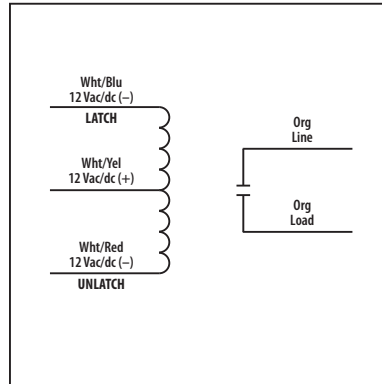 Wht/Blu
12 Vac/dc (–)
LATCH
Wht/Yel
12 Vac/dc (+)
Wht/Red
12 Vac/dc (–)
UNLATCH
Org
Line
Org
Load